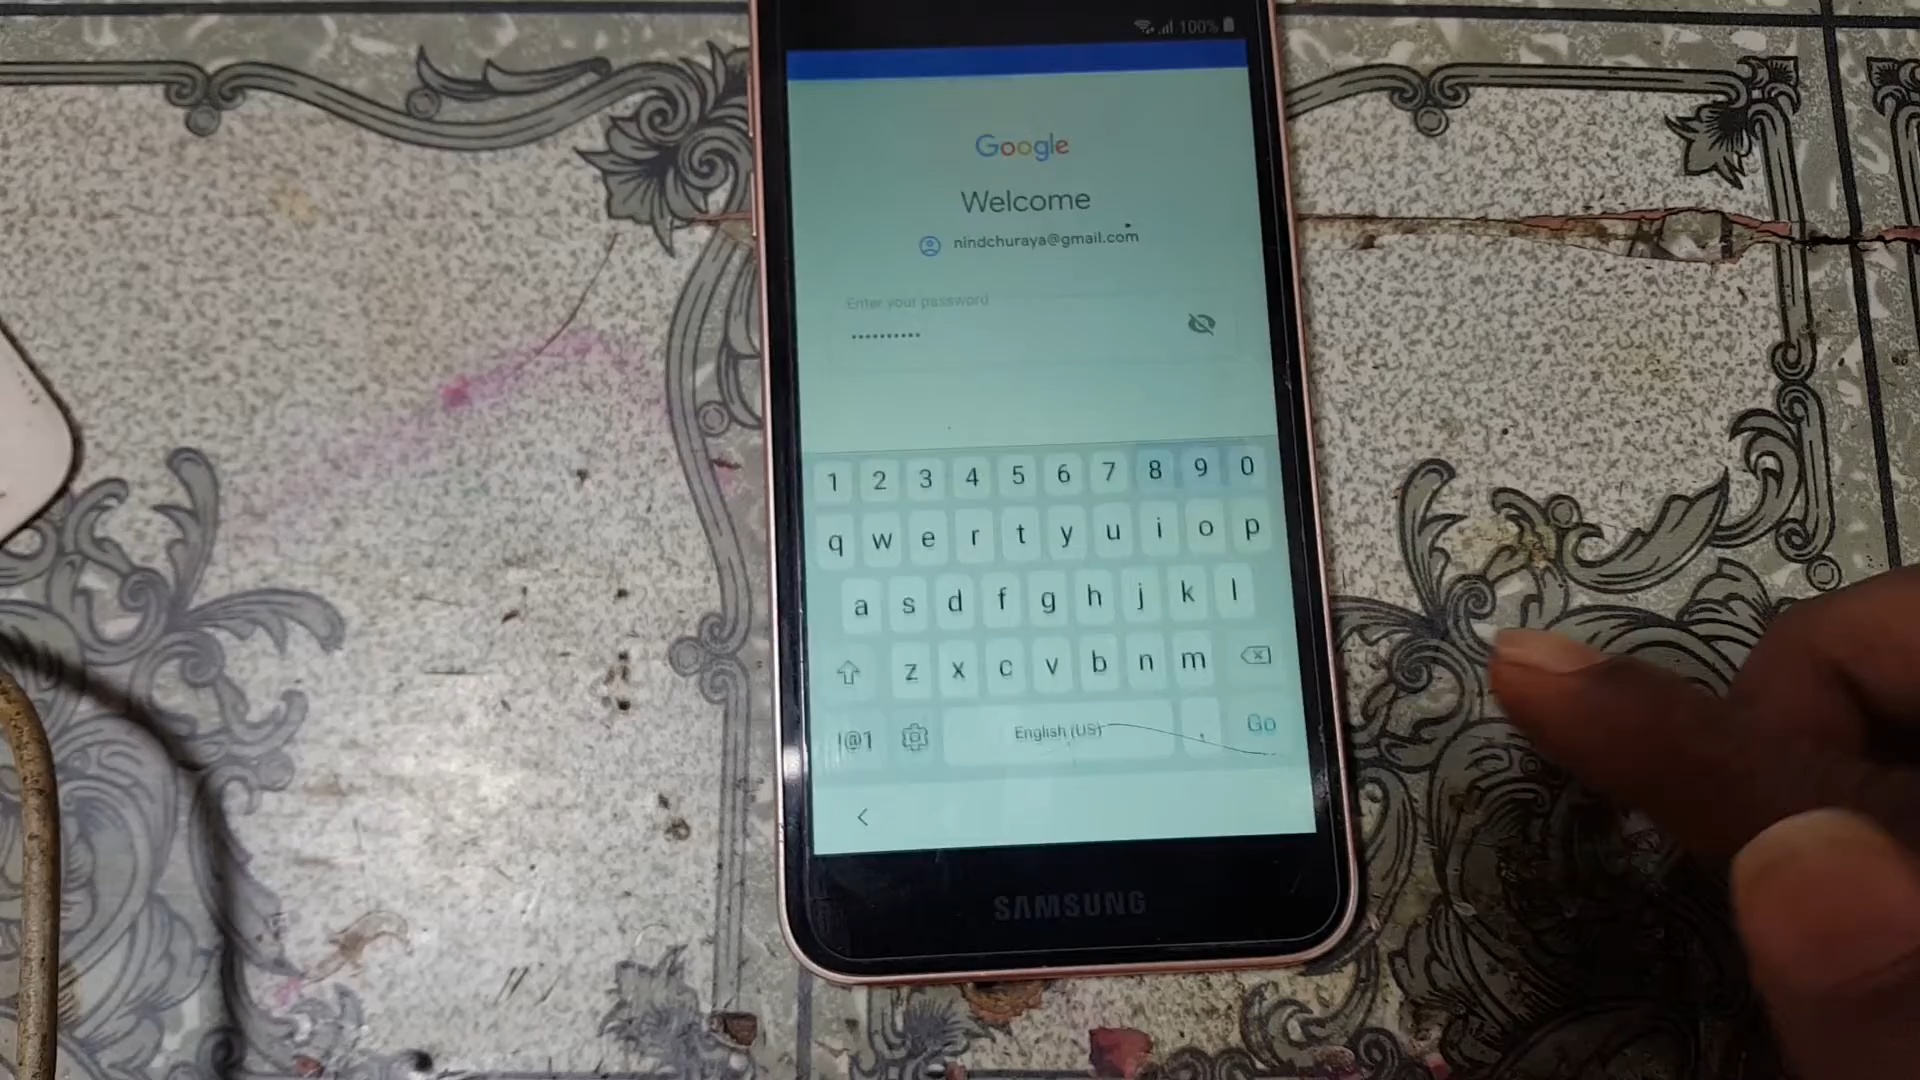 100%
Google
Welcome
nindchuraya@gmail.com
Enter your password
••••••••••
1 2 3 4 5 6 7 8 9 0
q w e r t y u i o p
a s d f g h j k l
z x c v b n m
!@1 English (US) , Go
SAMSUNG